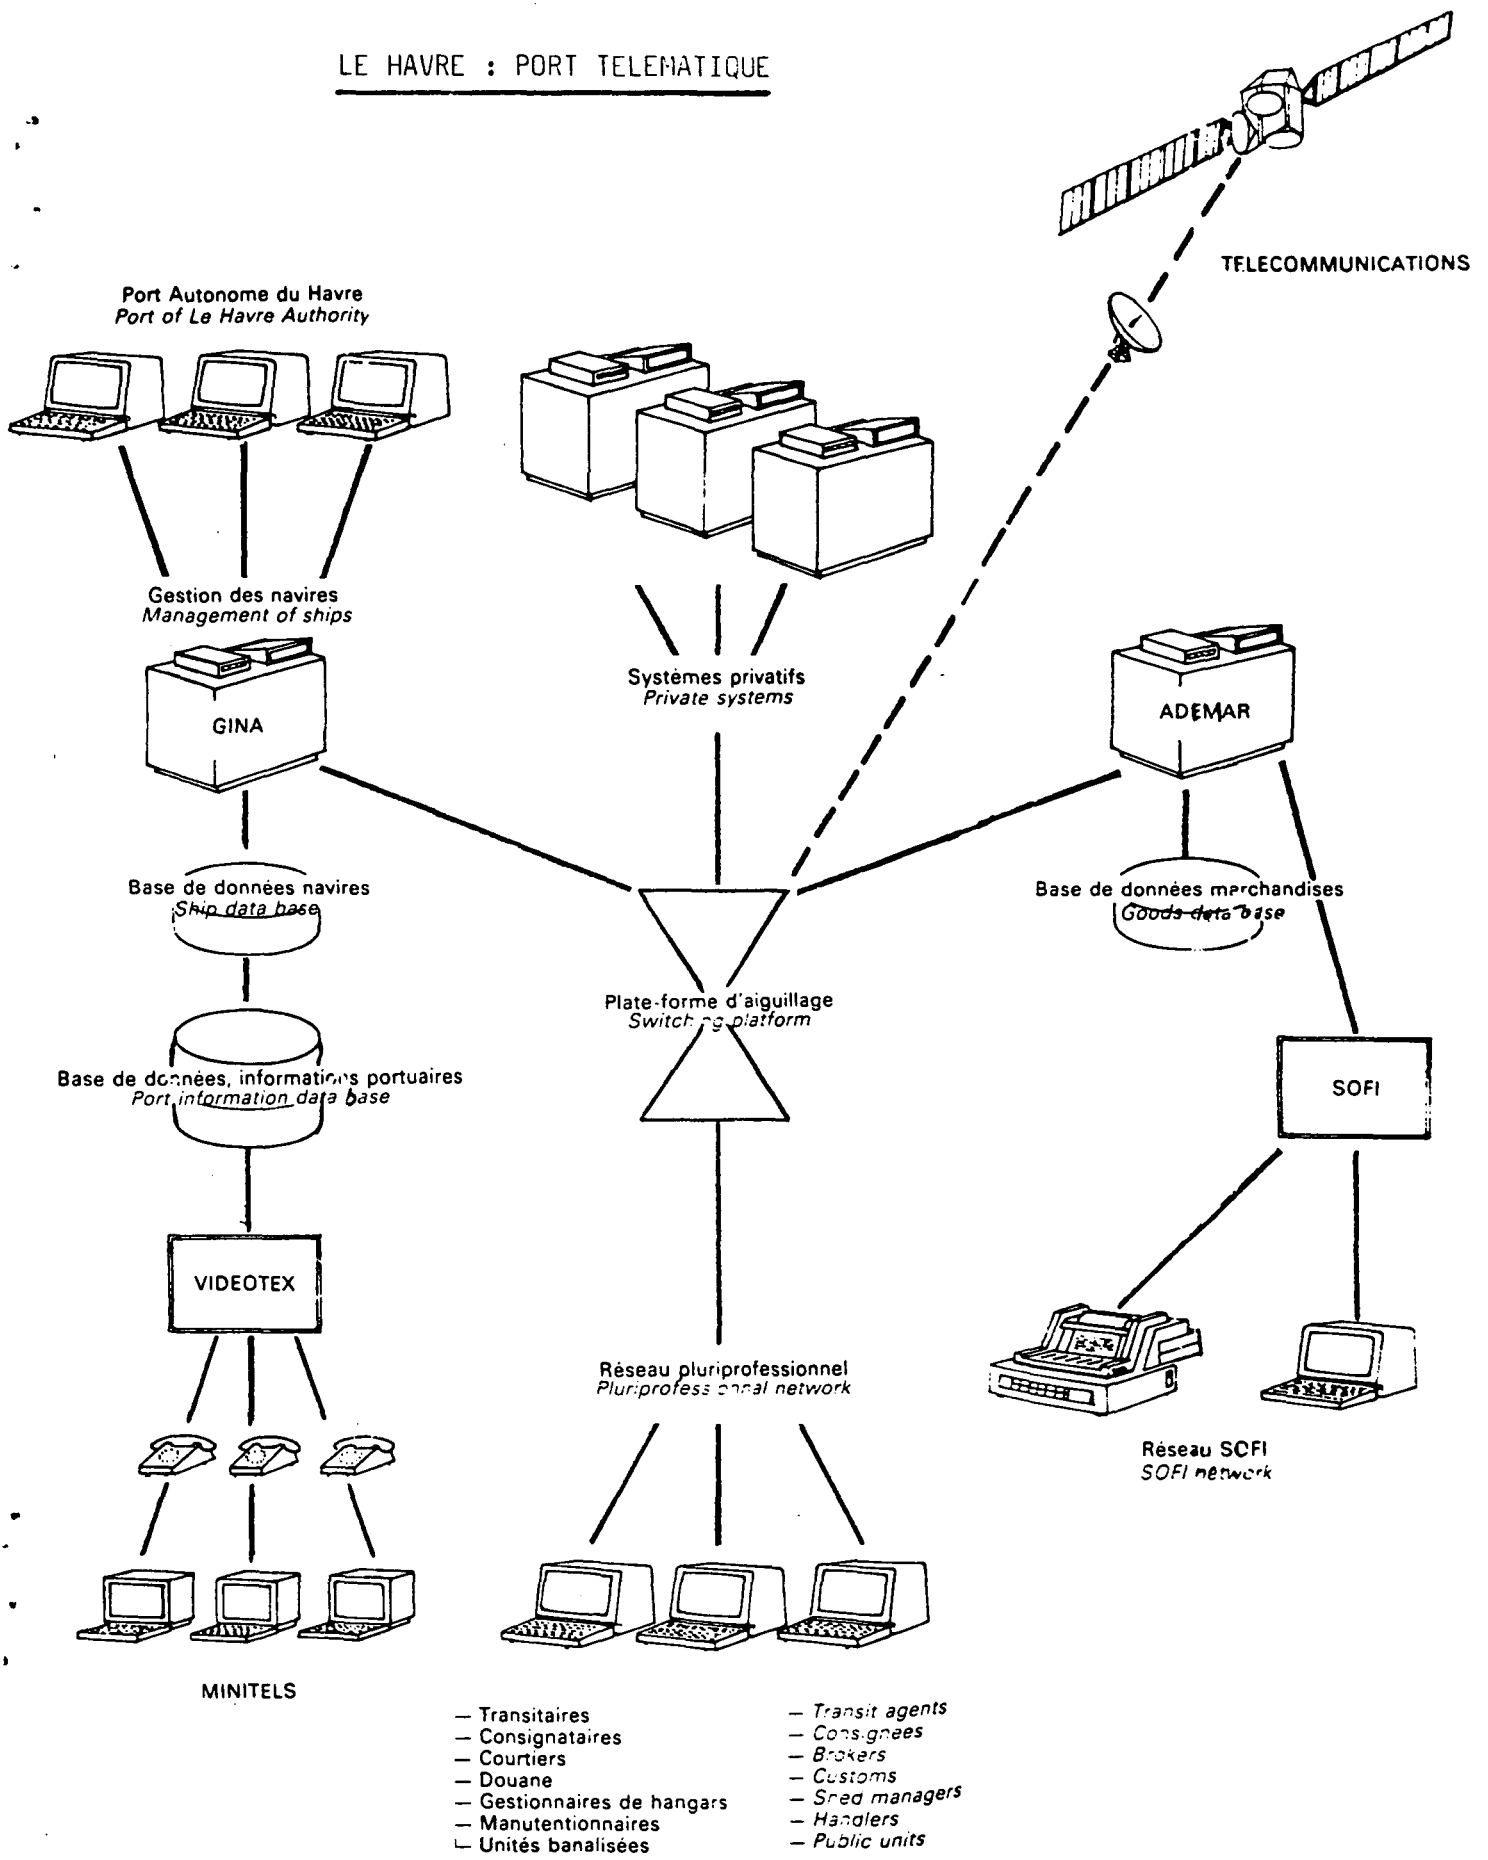 LE HAVRE : PORT TELEMATIQUE
TELECOMMUNICATIONS
Port Autonome du Havre
Port of Le Havre Authority
Gestion des navires
Management of ships
GINA
Systèmes privatifs
Private systems
ADEMAR
Base de données navires
Ship data base
Base de données marchandises
Goods data base
Plate-forme d'aiguillage
Switching platform
Base de données, informations portuaires
Port information data base
SOFI
VIDEOTEX
Réseau pluriprofessionnel
Pluriprofessional network
Réseau SOFI
SOFI network
MINITELS
— Transitaires
— Consignataires
— Courtiers
— Douane
— Gestionnaires de hangars
— Manutentionnaires
— Unités banalisées
— Transit agents
— Consignees
— Brokers
— Customs
— Shed managers
— Handlers
— Public units